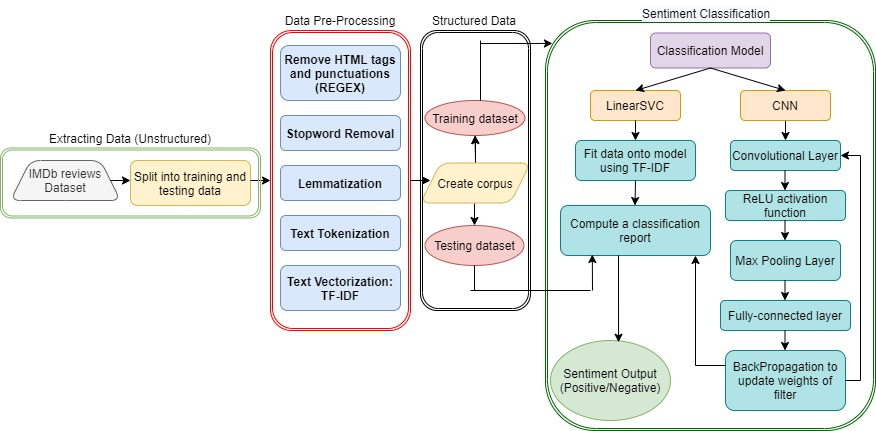 Extracting Data (Unstructured)
IMDb reviews
Dataset
Split into training and
testing data
Data Pre-Processing
Remove HTML tags
and punctuations
(REGEX)
Stopword Removal
Lemmatization
Text Tokenization
Text Vectorization:
TF-IDF
Structured Data
Training dataset
Create corpus
Testing dataset
Sentiment Classification
Classification Model
LinearSVC
Fit data onto model
using TF-IDF
Compute a classification
report
Sentiment Output
(Positive/Negative)
CNN
Convolutional Layer
ReLU activation
function
Max Pooling Layer
Fully-connected layer
BackPropagation to
update weights of
filter